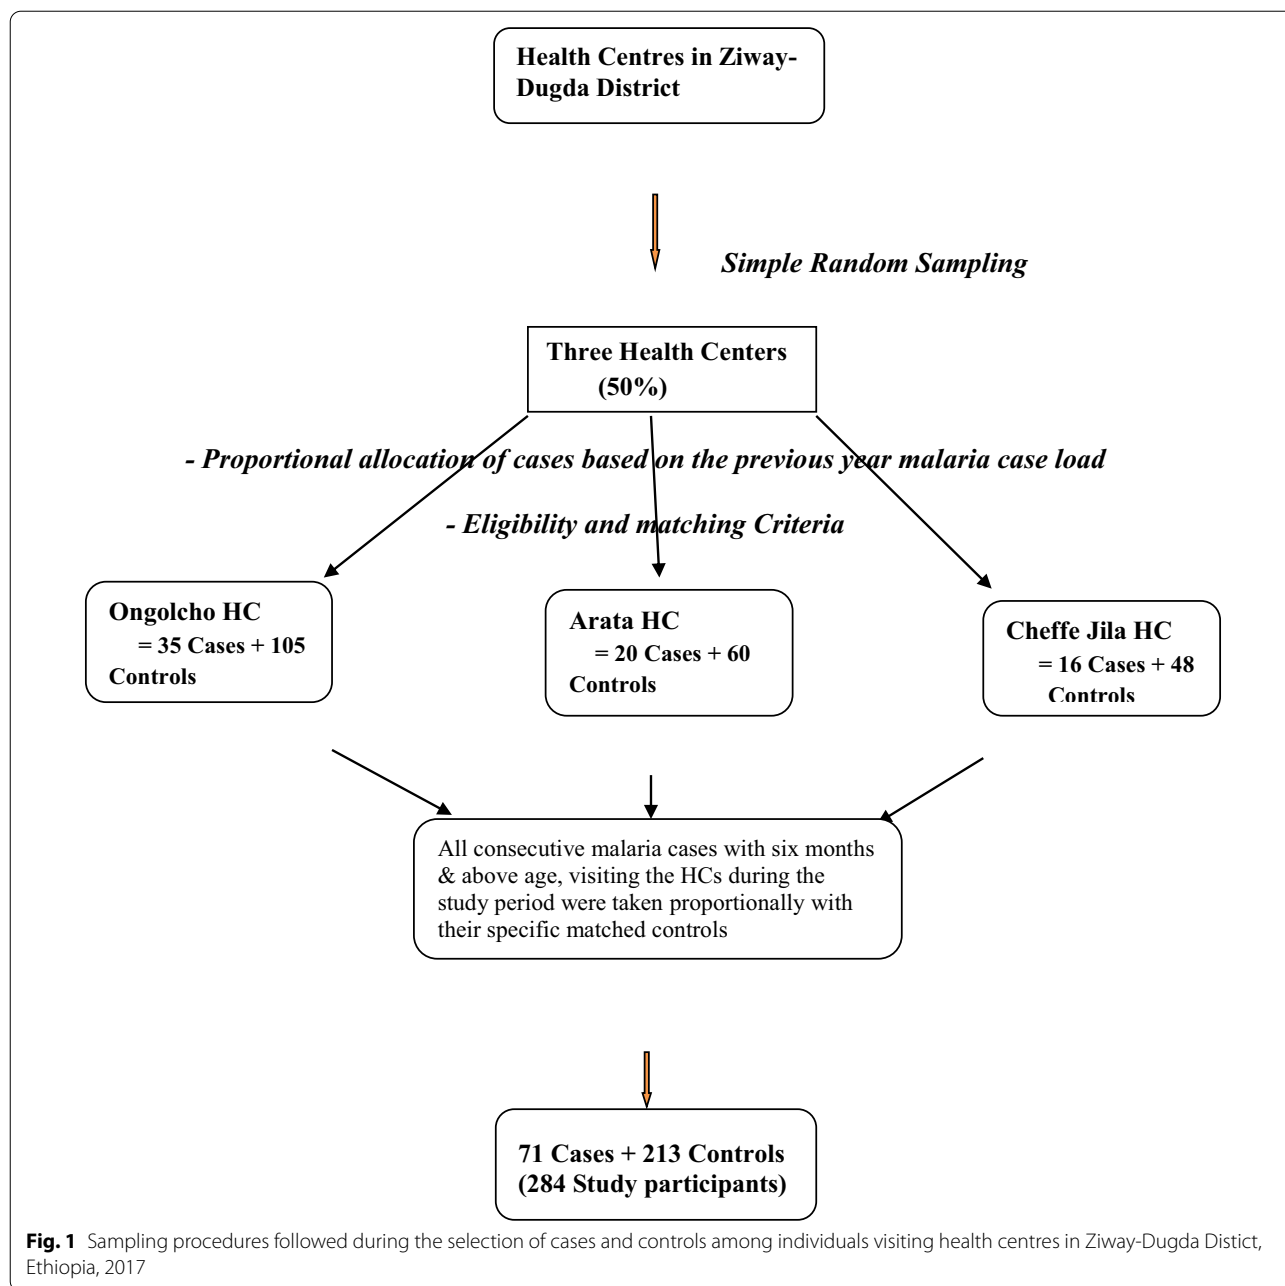 Health Centres in Ziway-
Dugda District
Simple Random Sampling
Three Health Centers
(50%)
- Proportional allocation of cases based on the previous year malaria case load
- Eligibility and matching Criteria
Ongolcho HC
= 35 Cases + 105
Controls
Arata HC
= 20 Cases + 60
Controls
Cheffe Jila HC
= 16 Cases + 48
Controls
All consecutive malaria cases with six months
& above age, visiting the HCs during the
study period were taken proportionally with
their specific matched controls
71 Cases + 213 Controls
(284 Study participants)
Fig. 1 Sampling procedures followed during the selection of cases and controls among individuals visiting health centres in Ziway-Dugda Distict,
Ethiopia, 2017